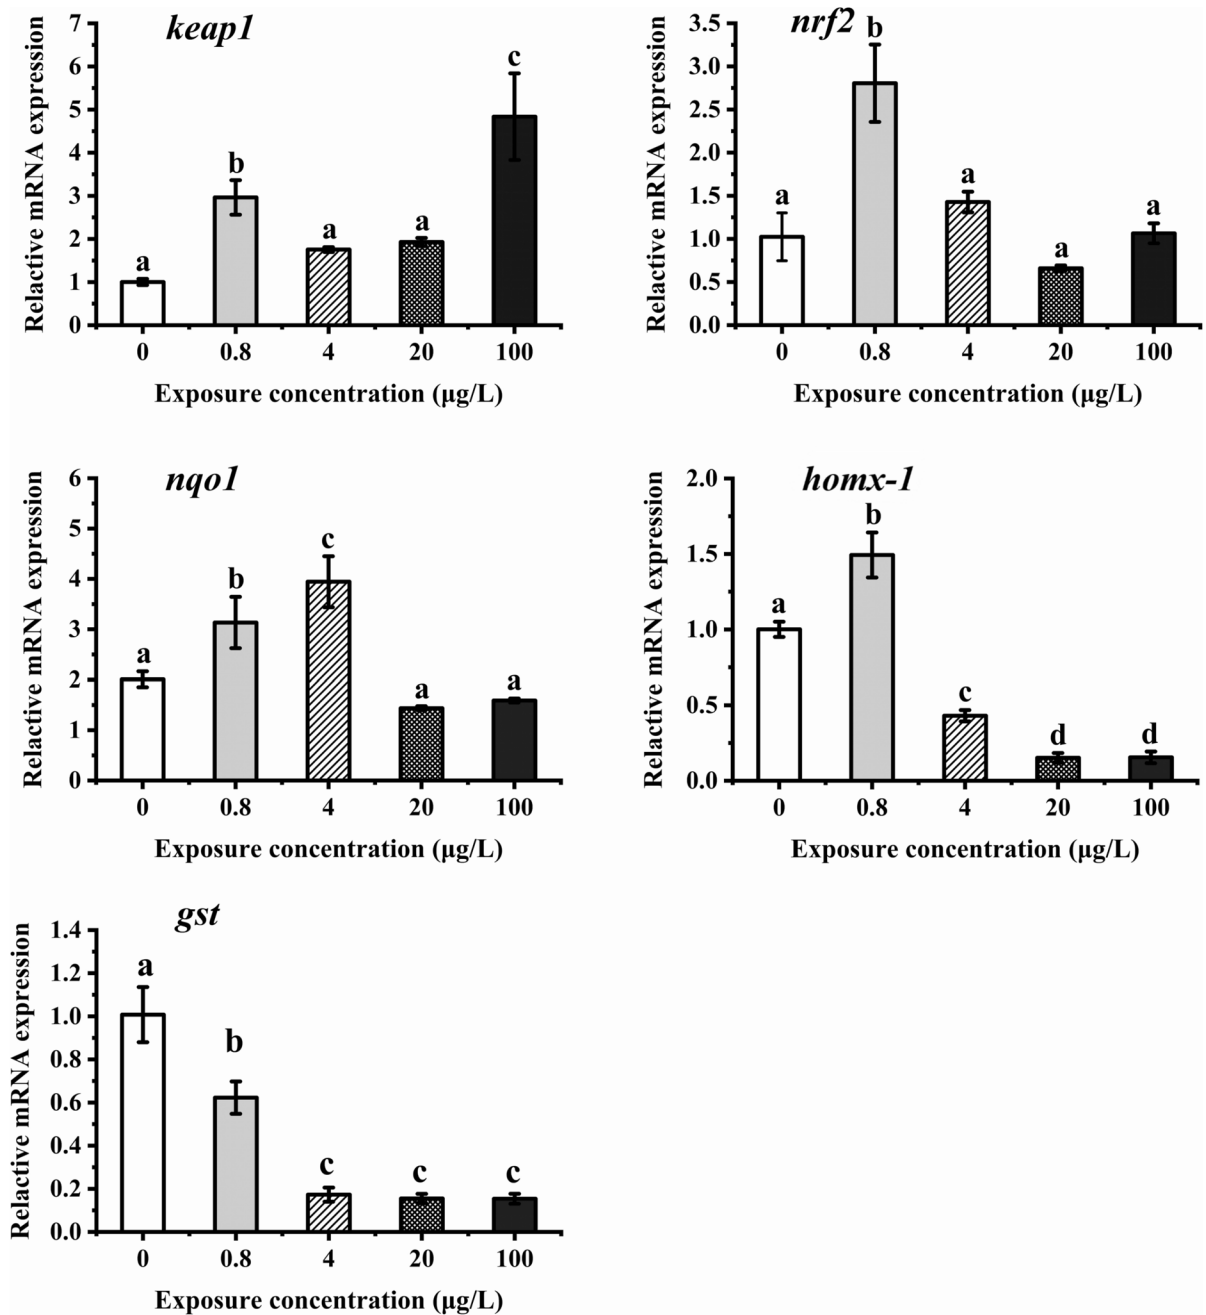 keap1
Relactive mRNA expression
7
6
5
4
3
2
1
0
a
b
a
a
c
0 0.8 4 20 100
Exposure concentration (μg/L)
nrf2
Relactive mRNA expression
3.5
3.0
2.5
2.0
1.5
1.0
0.5
0.0
a
b
a
a
a
0 0.8 4 20 100
Exposure concentration (μg/L)
nqo1
Relactive mRNA expression
6
5
4
3
2
1
0
a
b
c
a
a
0 0.8 4 20 100
Exposure concentration (μg/L)
homx-1
Relactive mRNA expression
2.0
1.5
1.0
0.5
0.0
a
b
c
d
d
0 0.8 4 20 100
Exposure concentration (μg/L)
gst
Relactive mRNA expression
1.4
1.2
1.0
0.8
0.6
0.4
0.2
0.0
a
b
c
c
c
0 0.8 4 20 100
Exposure concentration (μg/L)